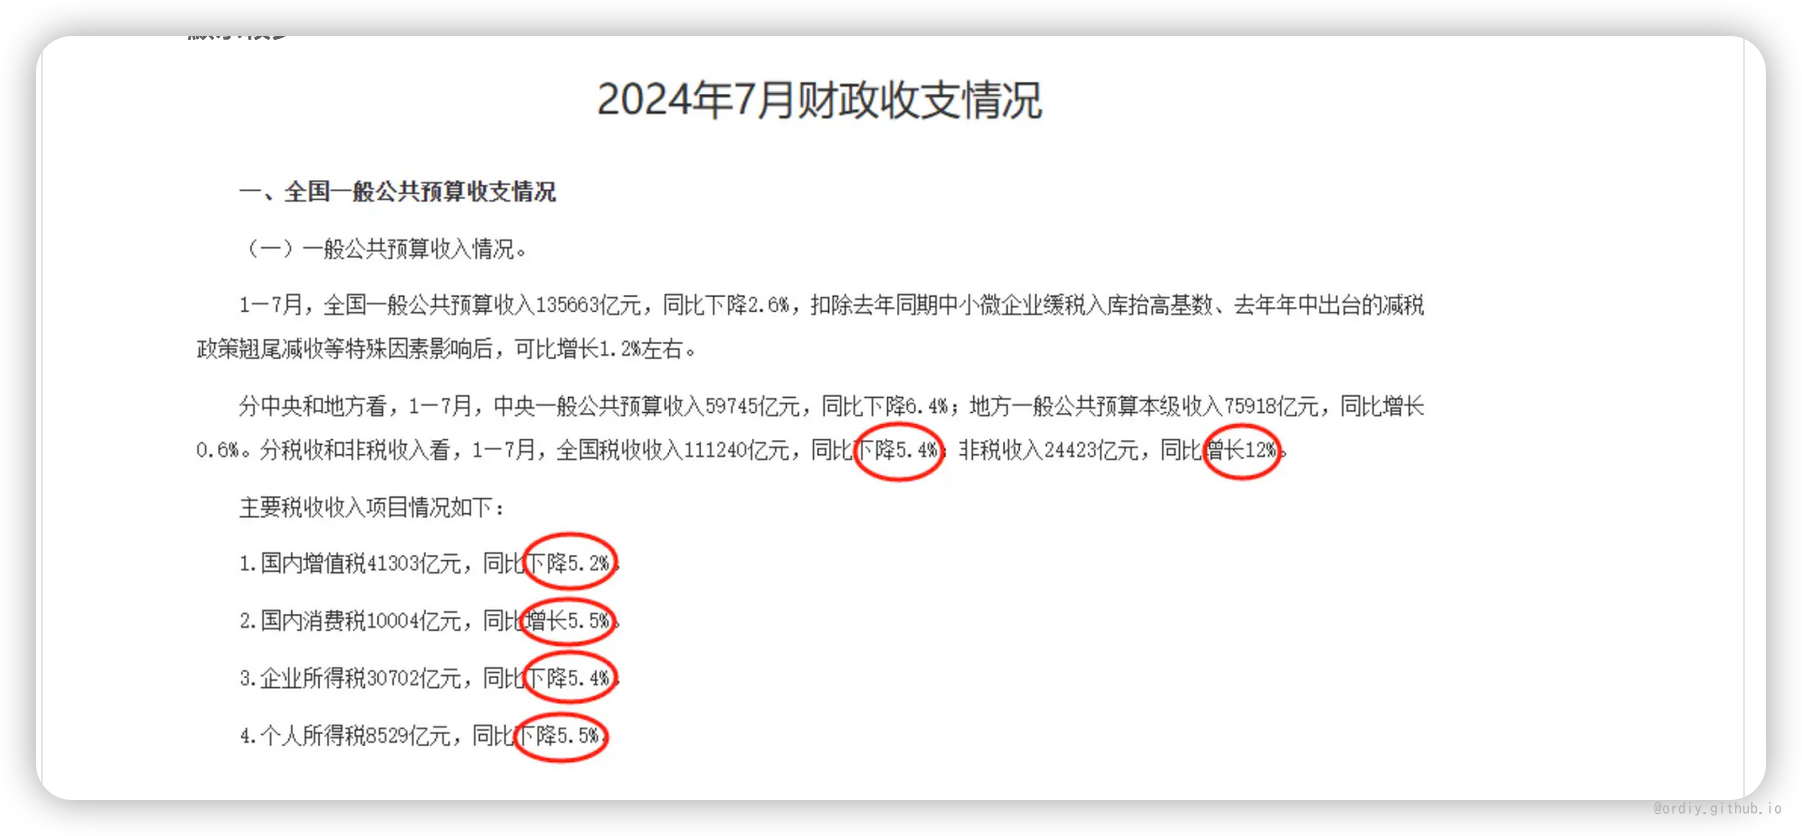 2024年7月财政收支情况
一、全国一般公共预算收支情况
（一）一般公共预算收入情况。
1—7月，全国一般公共预算收入135663亿元，同比下降2.6%，扣除去年同期中小微企业缓税入库抬高基数、去年年中出台的减税
政策翘尾减收等特殊因素影响后，可比增长1.2%左右。
分中央和地方看，1—7月，中央一般公共预算收入59745亿元，同比下降6.4%；地方一般公共预算本级收入75918亿元，同比增长
0.6%。分税收和非税收入看，1—7月，全国税收收入111240亿元，同比下降5.4%；非税收入24423亿元，同比增长12%。
主要税收收入项目情况如下：
1.国内增值税41303亿元，同比下降5.2%。
2.国内消费税10004亿元，同比增长5.5%。
3.企业所得税30702亿元，同比下降5.4%。
4.个人所得税8529亿元，同比下降5.5%。
@ordiy.github.io